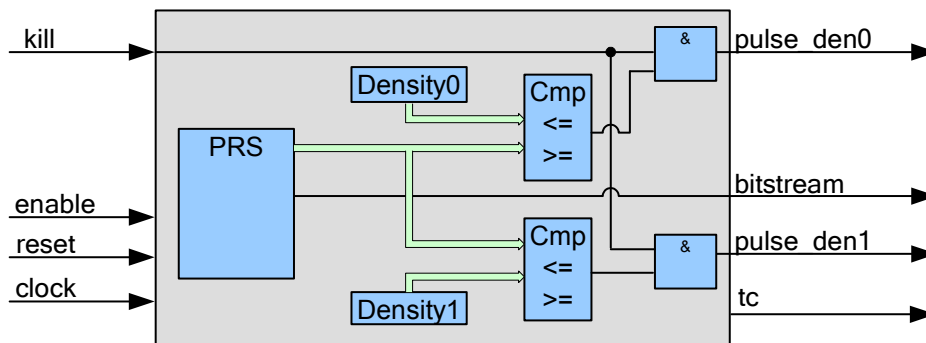 kill
&
pulse_den0
Density0
Cmp
<=
>=
PRS
bitstream
enable
Cmp
<=
>=
&
pulse_den1
reset
clock
Density1
tc